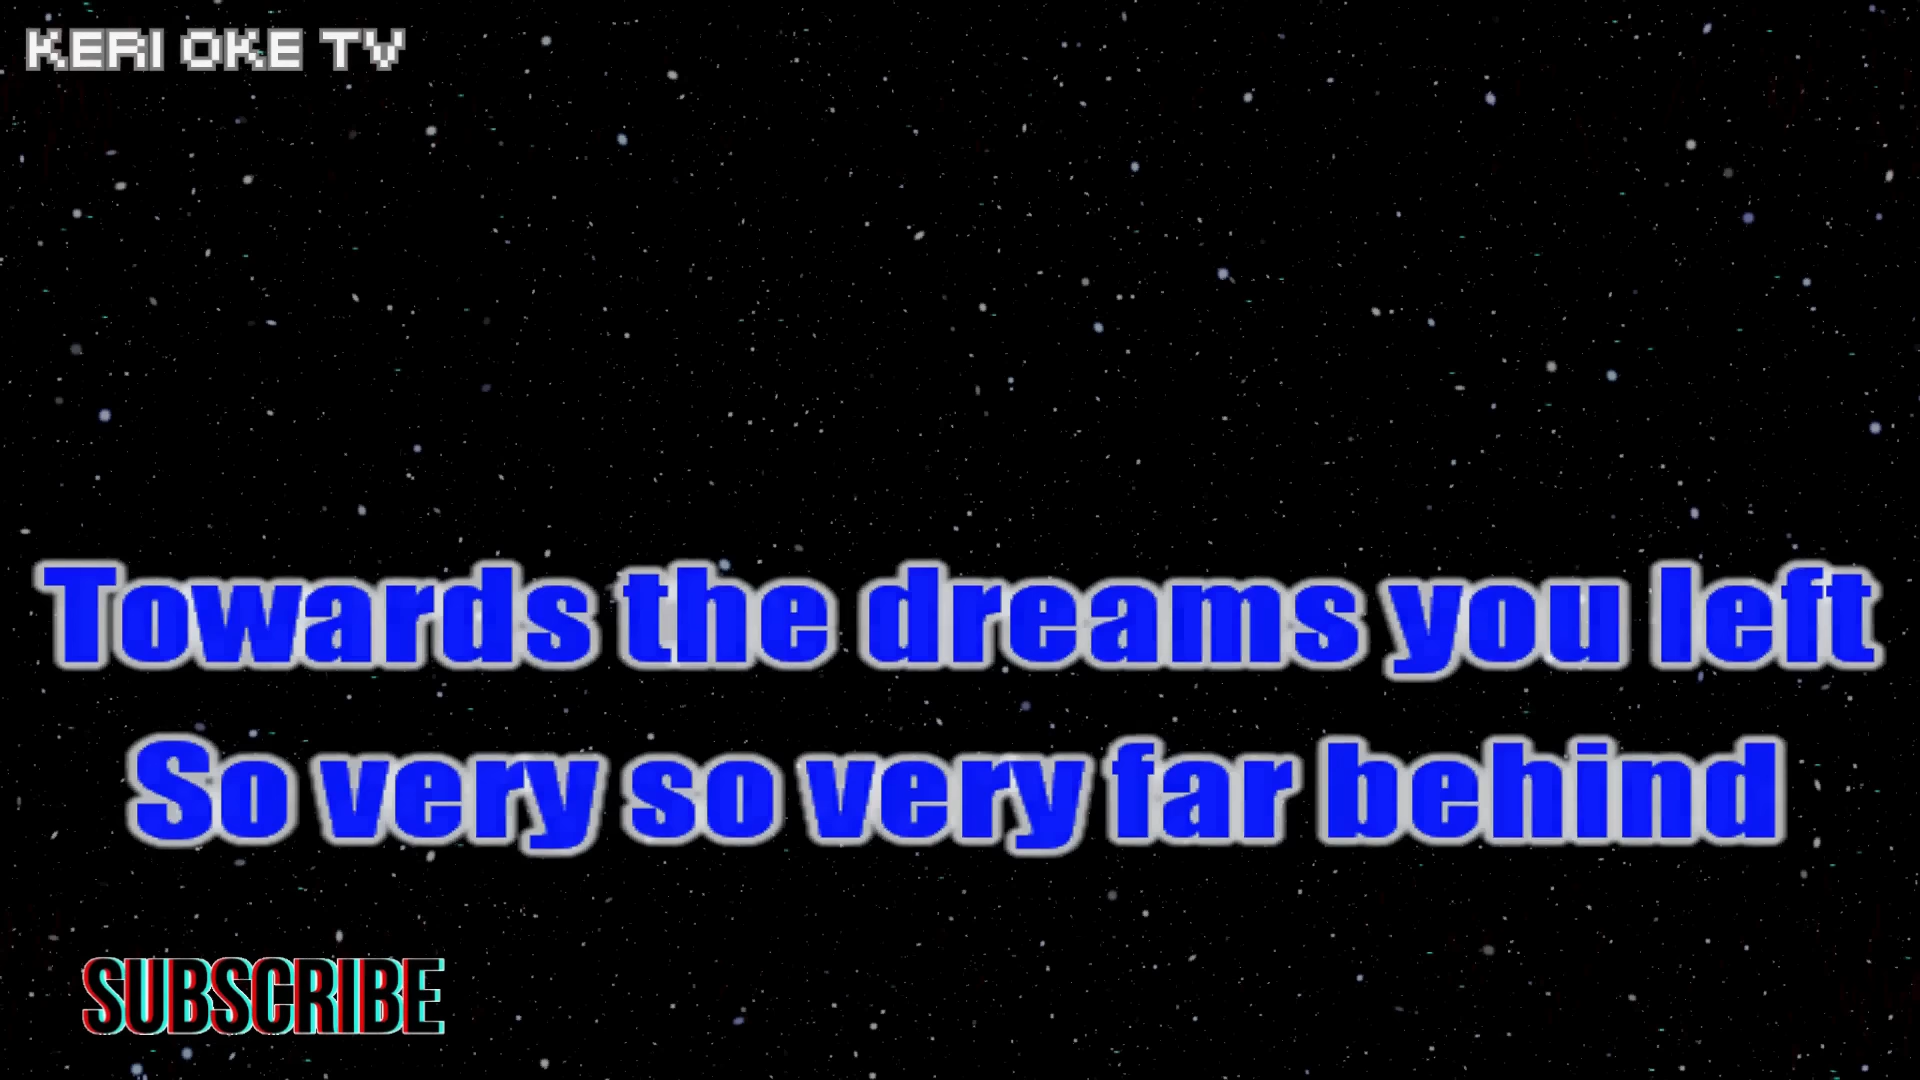 KERI OKE TV
Towards the dreams you left
So very so very far behind
SUBSCRIBE